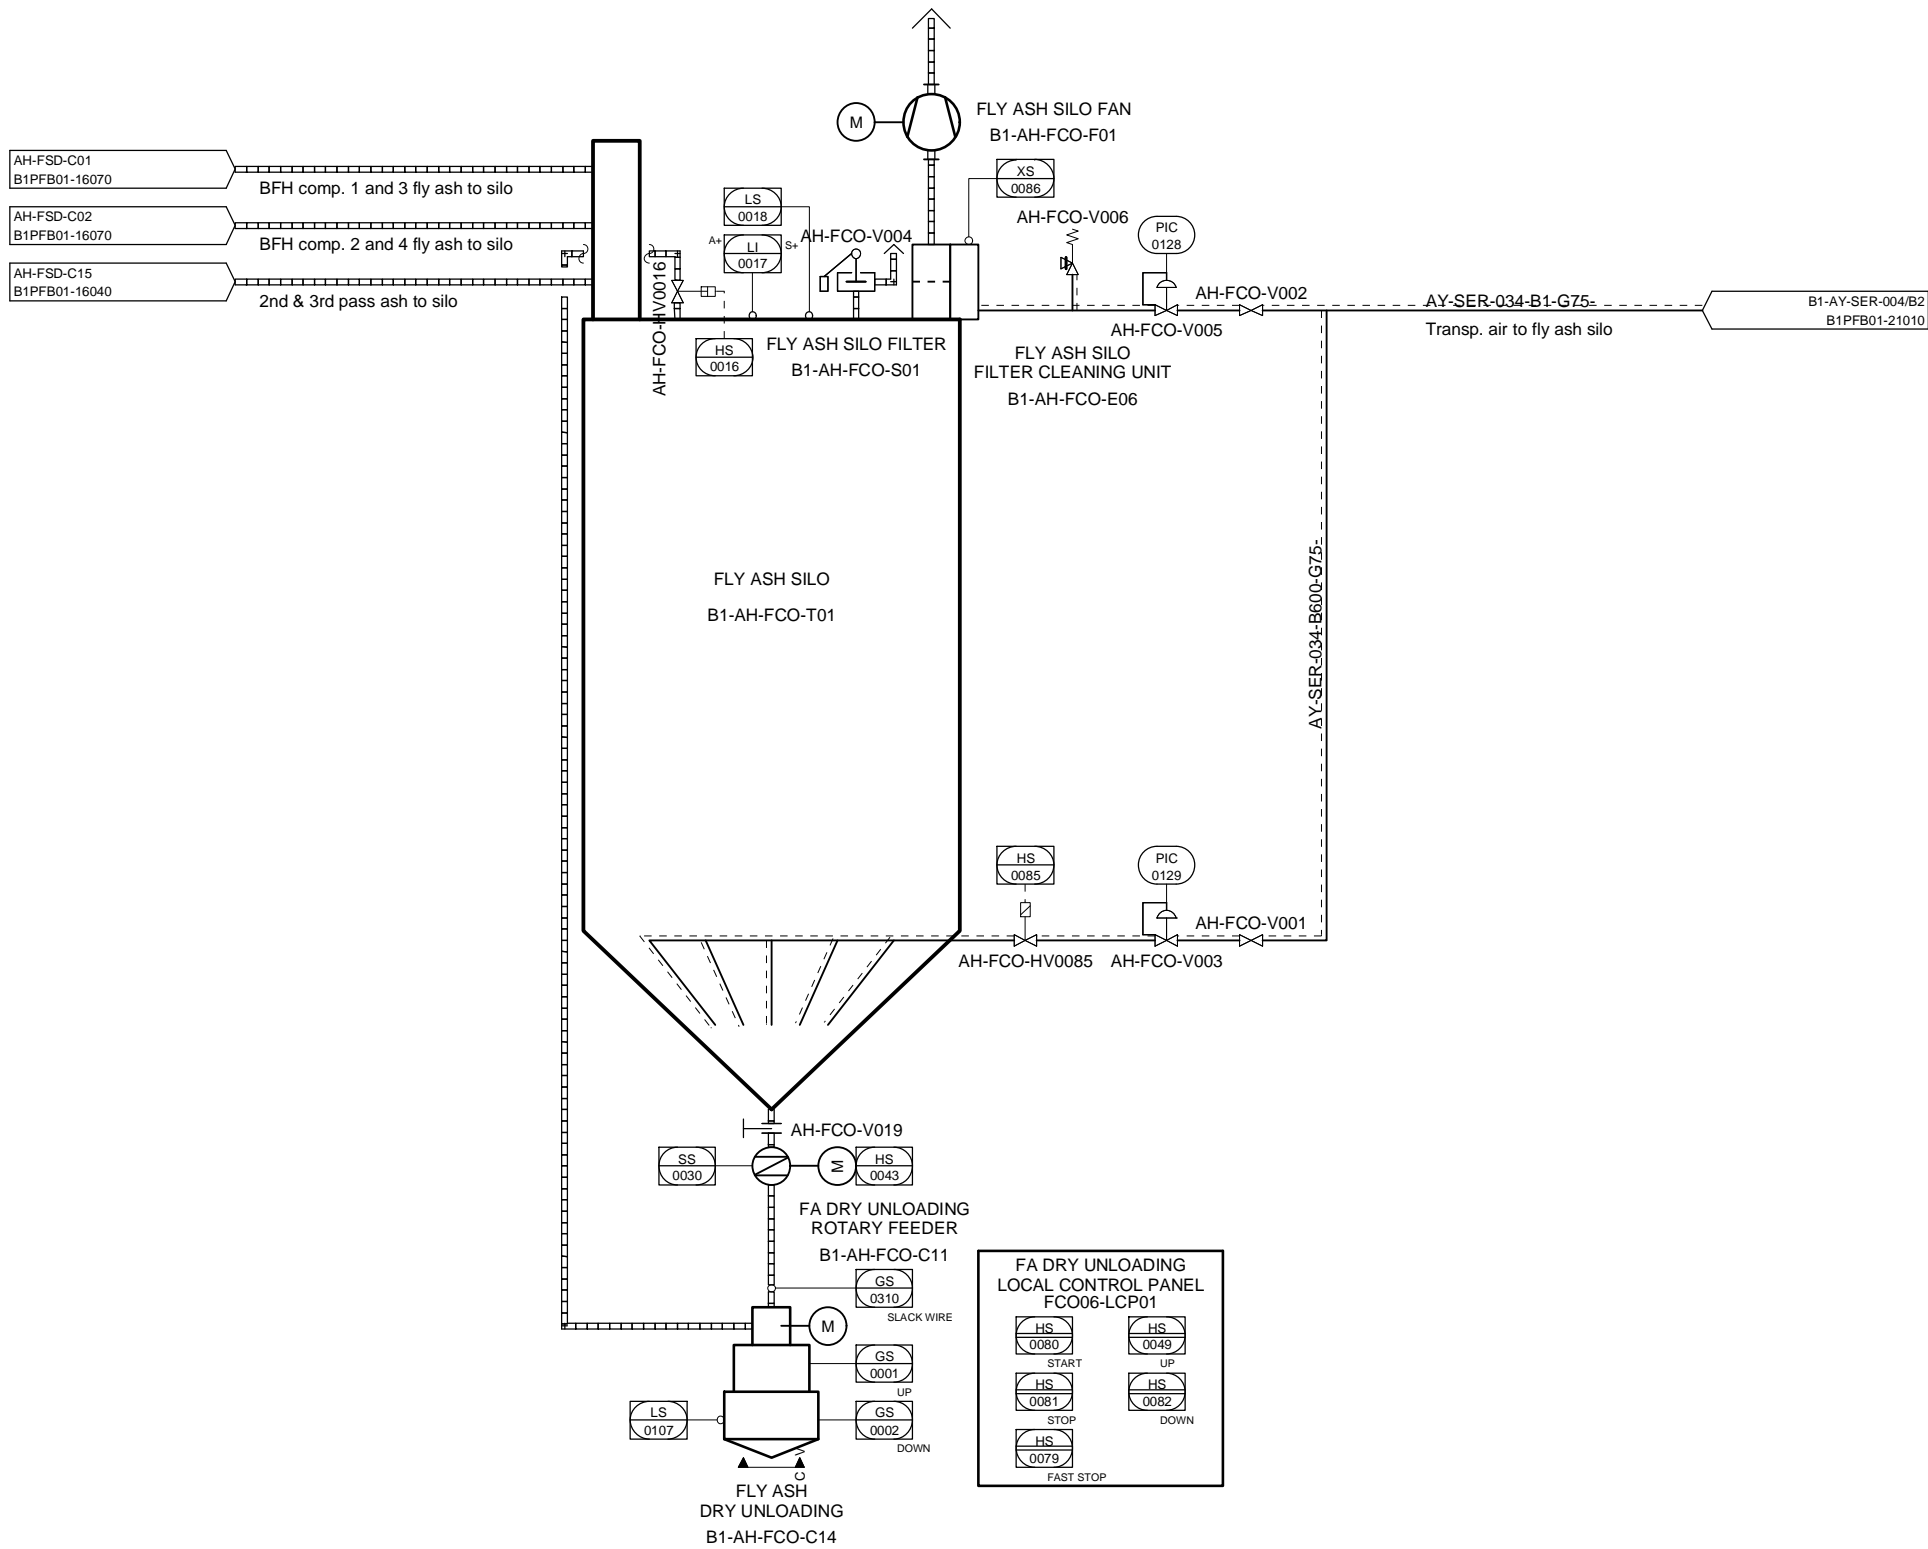 M
FLY ASH SILO FAN
B1-AH-FCO-F01
AH-FSD-C01
B1PFB01-16070
BFH comp. 1 and 3 fly ash to silo
AH-FSD-C02
B1PFB01-16070
BFH comp. 2 and 4 fly ash to silo
AH-FSD-C15
B1PFB01-16040
2nd & 3rd pass ash to silo
XS
0086
LS
0018
A+
LI
0017
S+
AH-FCO-V004
AH-FCO-V006
PIC
0128
AH-FCO-HV0016
HS
0016
FLY ASH SILO FILTER
B1-AH-FCO-S01
AH-FCO-V002
AH-FCO-V005
FLY ASH SILO
FILTER CLEANING UNIT
B1-AH-FCO-E06
AY-SER-034-B1-G75-
Transp. air to fly ash silo
B1-AY-SER-004/B2
B1PFB01-21010
FLY ASH SILO
B1-AH-FCO-T01
AY-SER-034-B600-G75-
HS
0085
PIC
0129
AH-FCO-V001
AH-FCO-HV0085
AH-FCO-V003
AH-FCO-V019
SS
0030
M
HS
0043
FA DRY UNLOADING
ROTARY FEEDER
B1-AH-FCO-C11
GS
0310
SLACK WIRE
M
GS
0001
UP
LS
0107
GS
0002
DOWN
C V
FLY ASH
DRY UNLOADING
B1-AH-FCO-C14
FA DRY UNLOADING
LOCAL CONTROL PANEL
FCO06-LCP01
HS
0080
START
HS
0049
UP
HS
0081
STOP
HS
0082
DOWN
HS
0079
FAST STOP